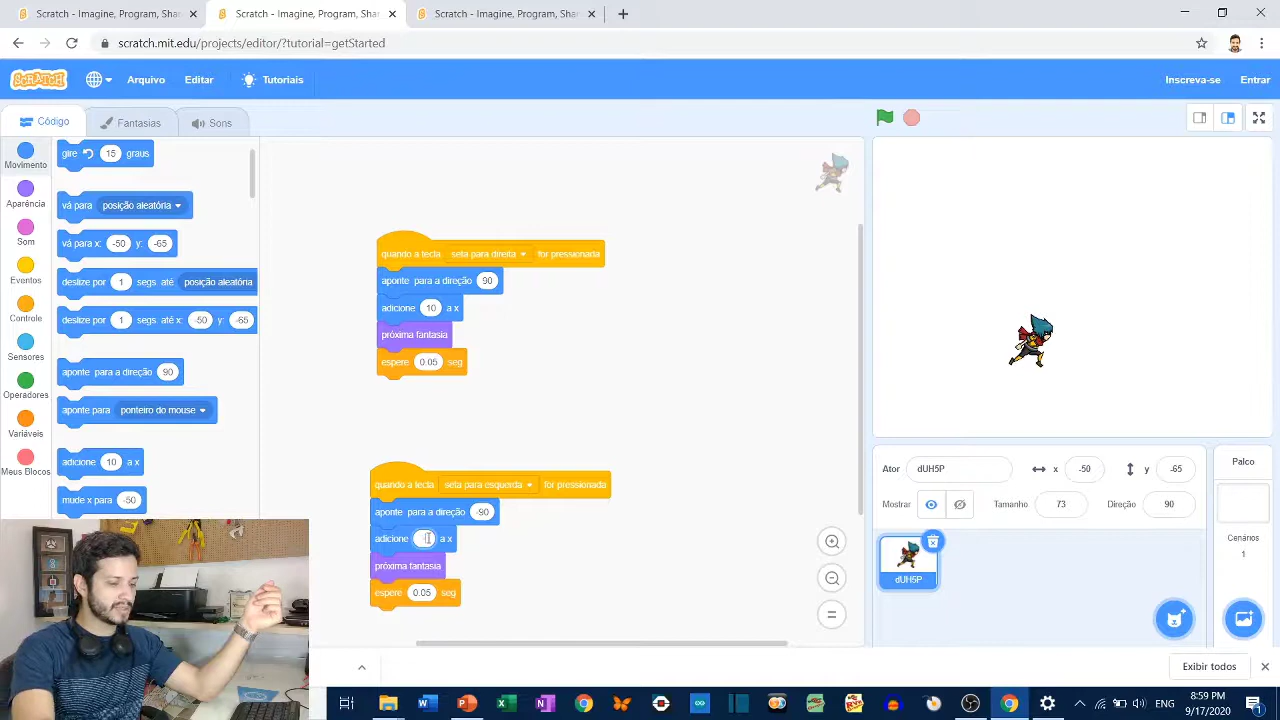 Scratch - Imagine, Program, Shar
Scratch - Imagine, Program, Shar
Scratch - Imagine, Program, Shar
scratch.mit.edu/projects/editor/?tutorial=getStarted
SCRATCH
Arquivo
Editar
Tutoriais
Inscreva-se
Entrar
Código
Fantasias
Sons
Movimento
Aparência
Som
Eventos
Controle
Sensores
Operadores
Variáveis
Meus Blocos
gire 15 graus
vá para posição aleatória
vá para x: -50 y: -65
deslize por 1 segs. até posição aleatória
deslize por 1 segs. até x: -50 y: -65
aponte para a direção 90
aponte para ponteiro do mouse
adicione 10 a x
mude x para -50
quando a tecla seta para direita for pressionada
aponte para a direção 90
adicione 10 a x
próxima fantasia
espere 0.05 seg
quando a tecla seta para esquerda for pressionada
aponte para a direção -90
adicione a x
próxima fantasia
espere 0.05 seg
Ator dUH5P x -50 y -65
Mostrar Tamanho 73 Direção 90
dUH5P
Palco
Cenários
1
Exibir todos
ENG
8:59 PM
9/17/2020
1